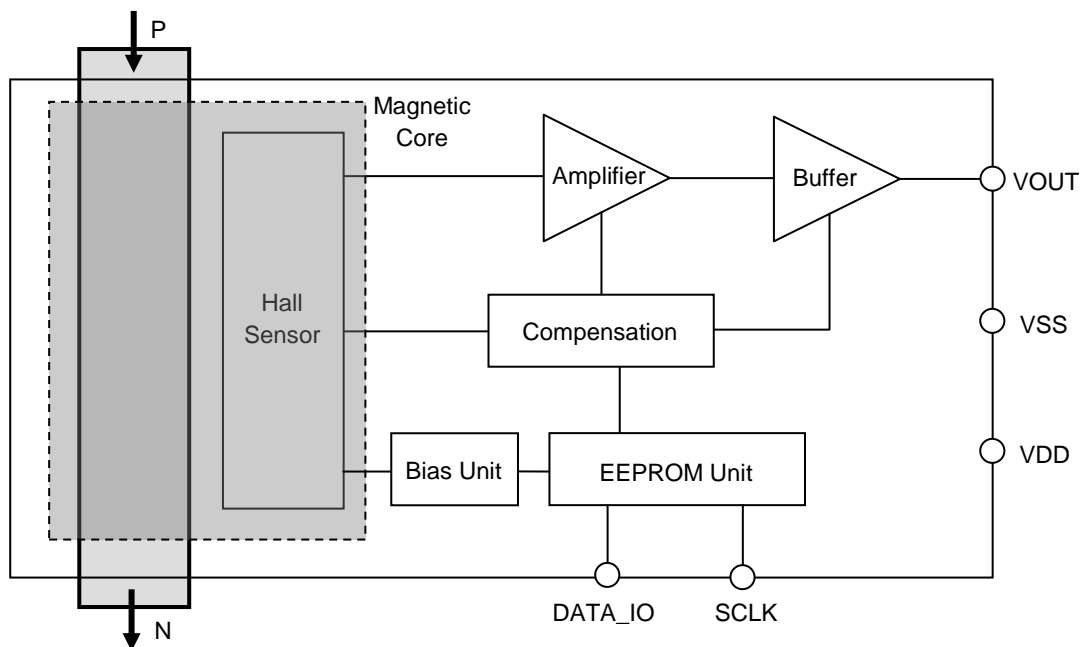 P
Magnetic
Core
Amplifier
Buffer
VOUT
Hall
Sensor
Compensation
VSS
Bias Unit
EEPROM Unit
VDD
DATA_IO
SCLK
N